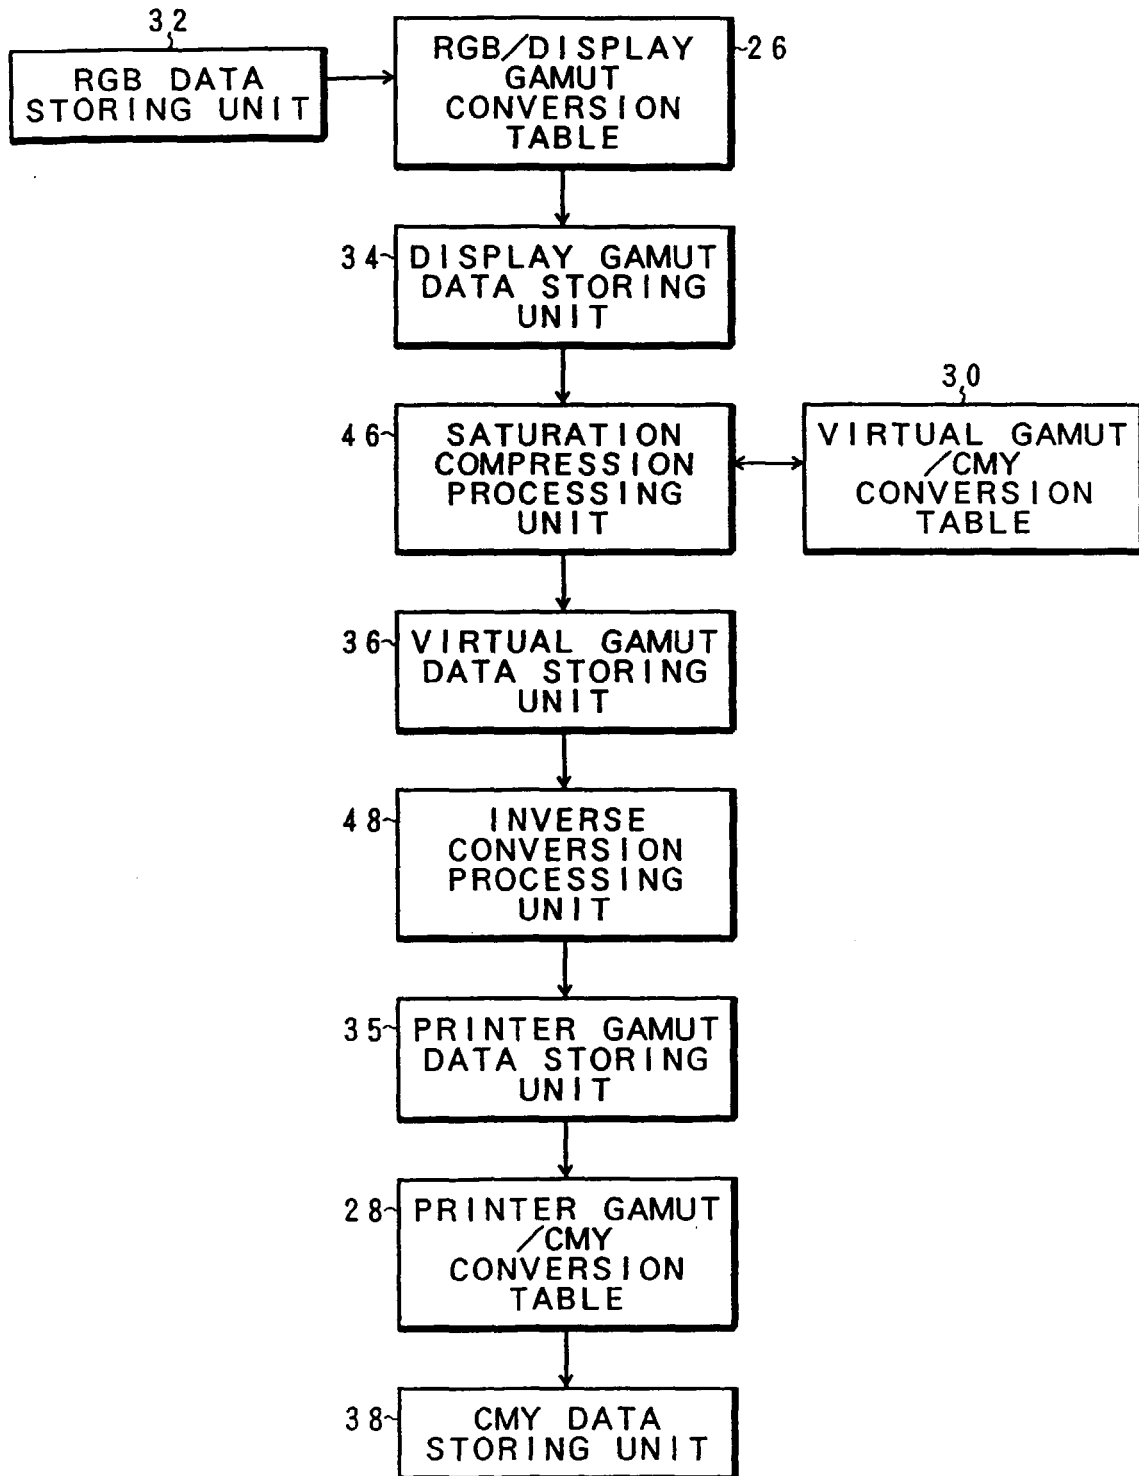 32
RGB DATA
STORING UNIT
RGB/DISPLAY
GAMUT
CONVERSION
TABLE
26
34
DISPLAY GAMUT
DATA STORING
UNIT
46
SATURATION
COMPRESSION
PROCESSING
UNIT
30
VIRTUAL GAMUT
/CMY
CONVERSION
TABLE
36
VIRTUAL GAMUT
DATA STORING
UNIT
48
INVERSE
CONVERSION
PROCESSING
UNIT
35
PRINTER GAMUT
DATA STORING
UNIT
28
PRINTER GAMUT
/CMY
CONVERSION
TABLE
38
CMY DATA
STORING UNIT